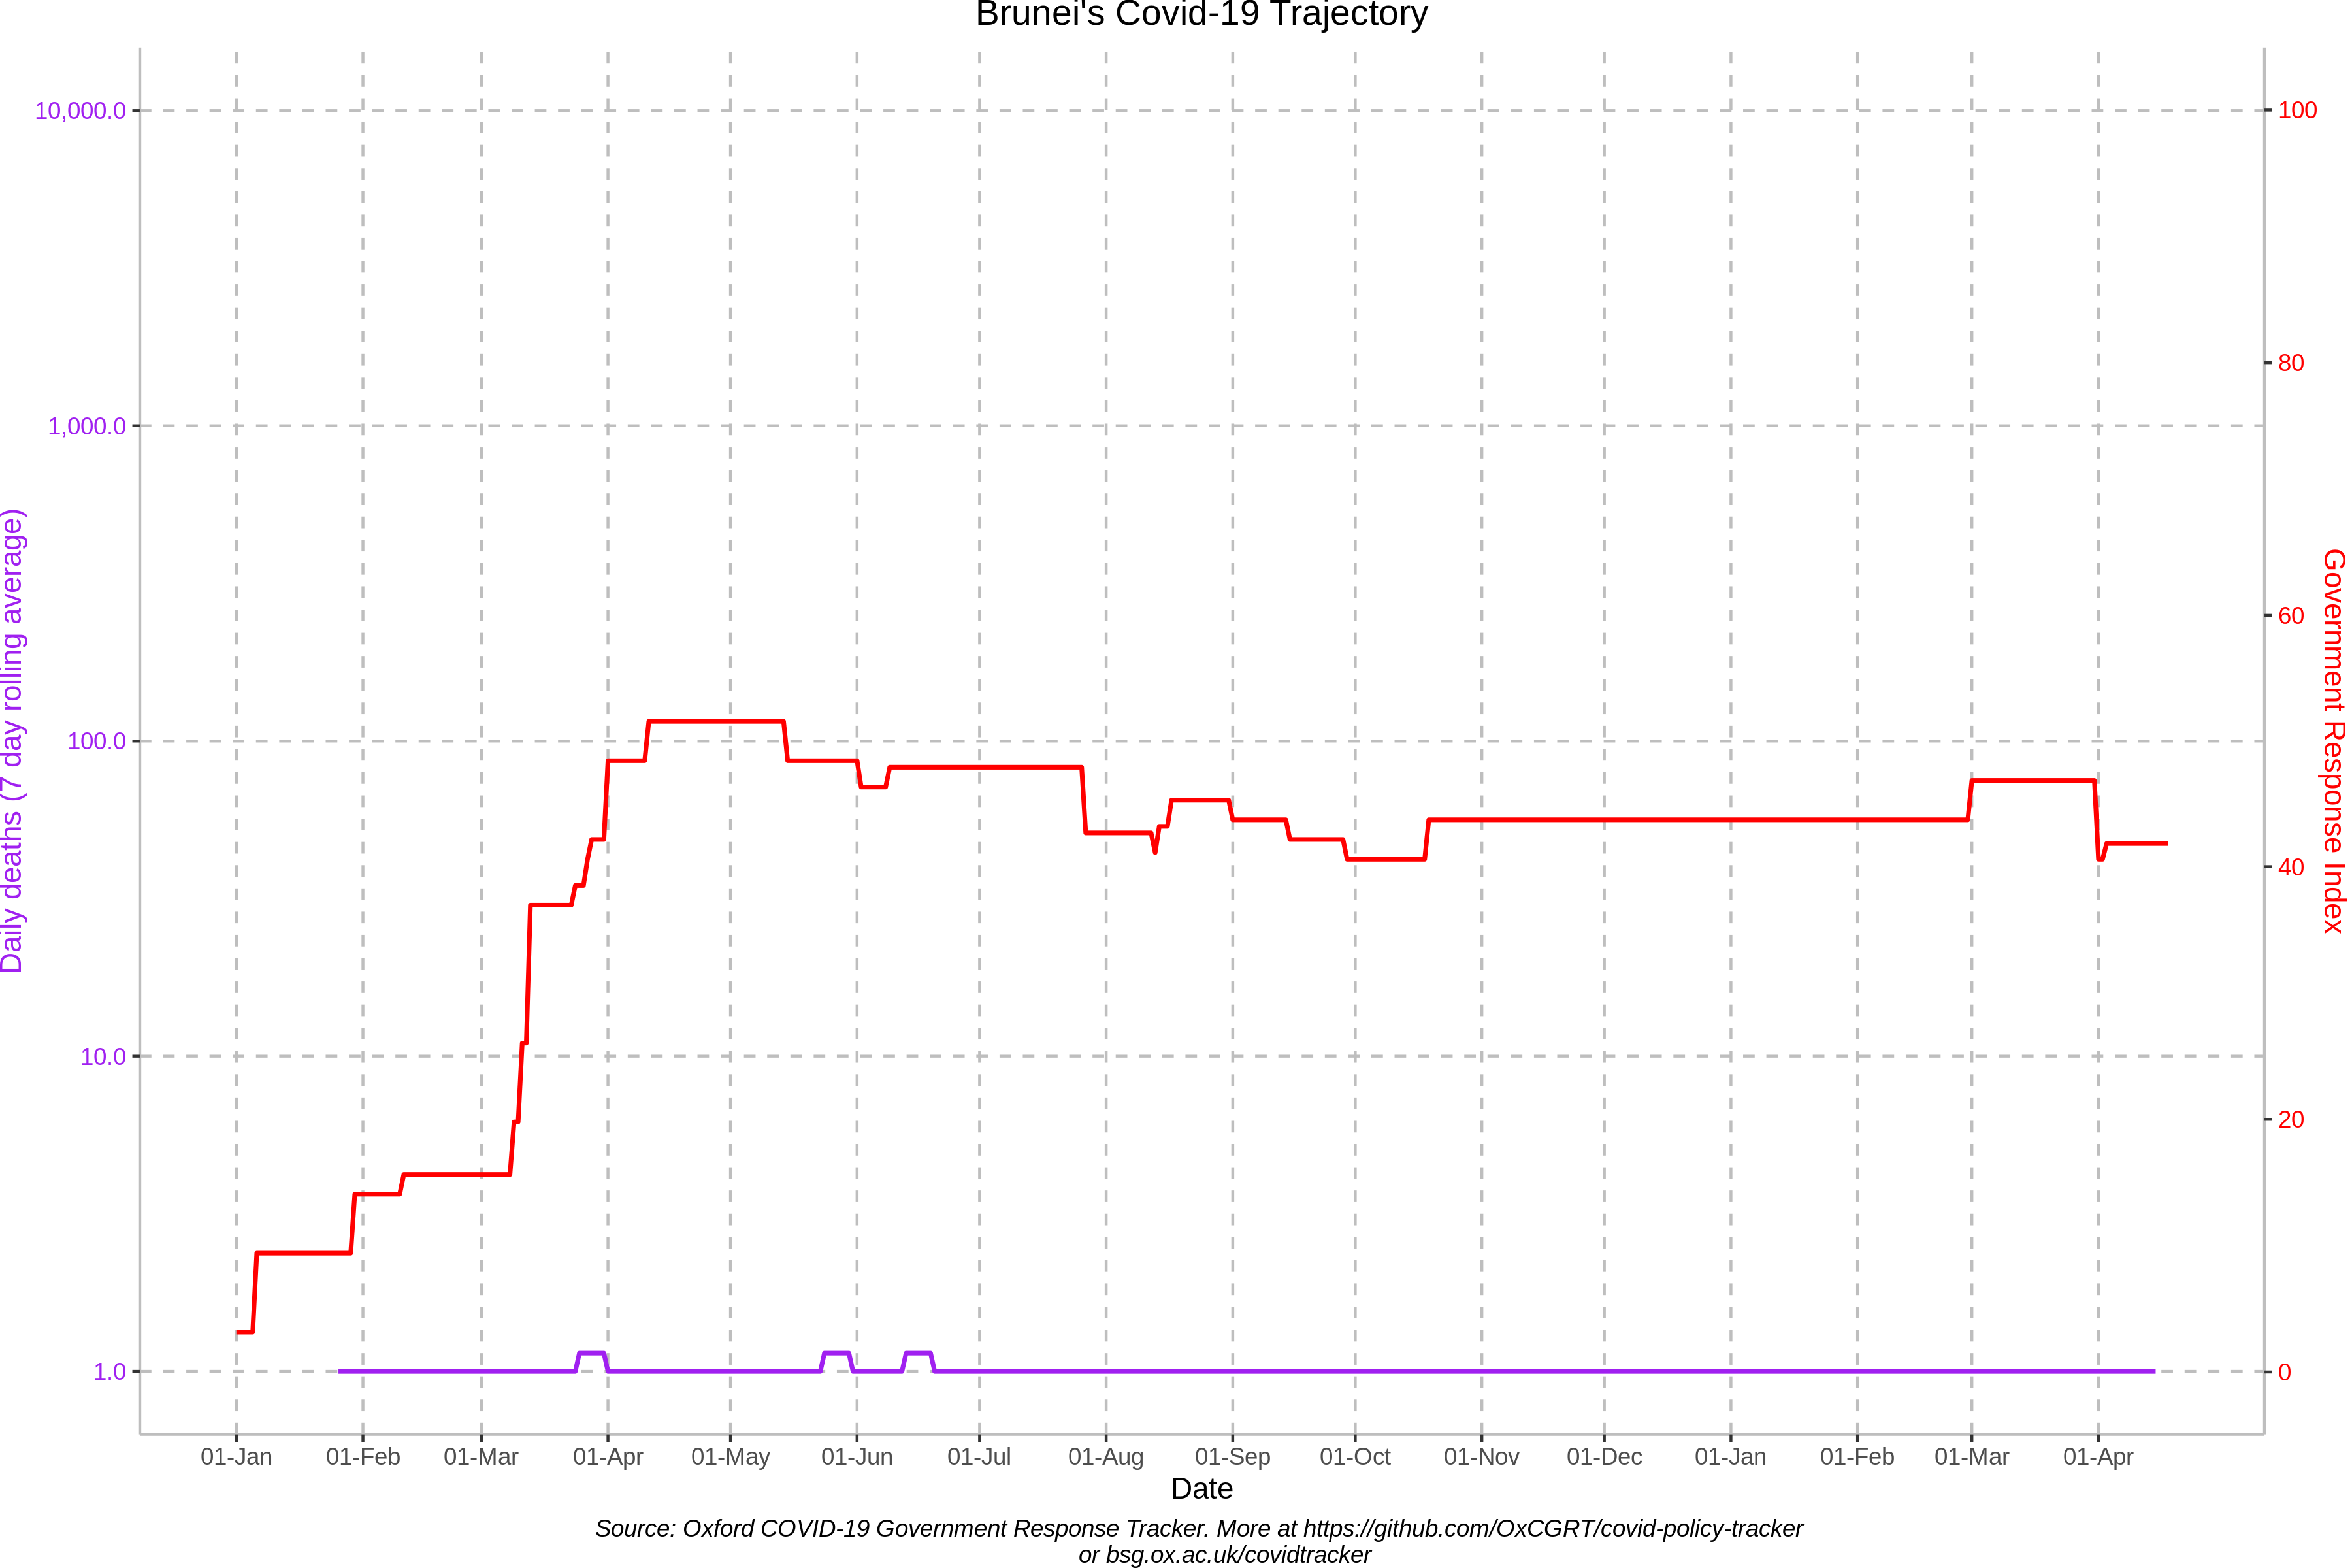 Brunei's Covid-19 Trajectory
10,000.0
1,000.0
100.0
10.0
1.0
Daily deaths (7 day rolling average)
100
80
60
40
20
0
Government Response Index
01-Jan 01-Feb 01-Mar 01-Apr 01-May 01-Jun 01-Jul 01-Aug 01-Sep 01-Oct 01-Nov 01-Dec 01-Jan 01-Feb 01-Mar 01-Apr
Date
Source: Oxford COVID-19 Government Response Tracker. More at https://github.com/OxCGRT/covid-policy-tracker
or bsg.ox.ac.uk/covidtracker